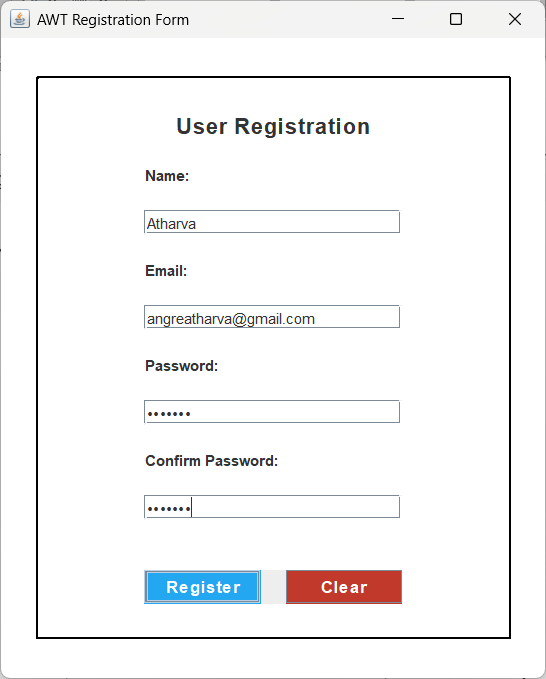 AWT Registration Form
User Registration
Name:
Atharva
Email:
angreatharva@gmail.com
Password:
•••••••
Confirm Password:
•••••••
Register Clear